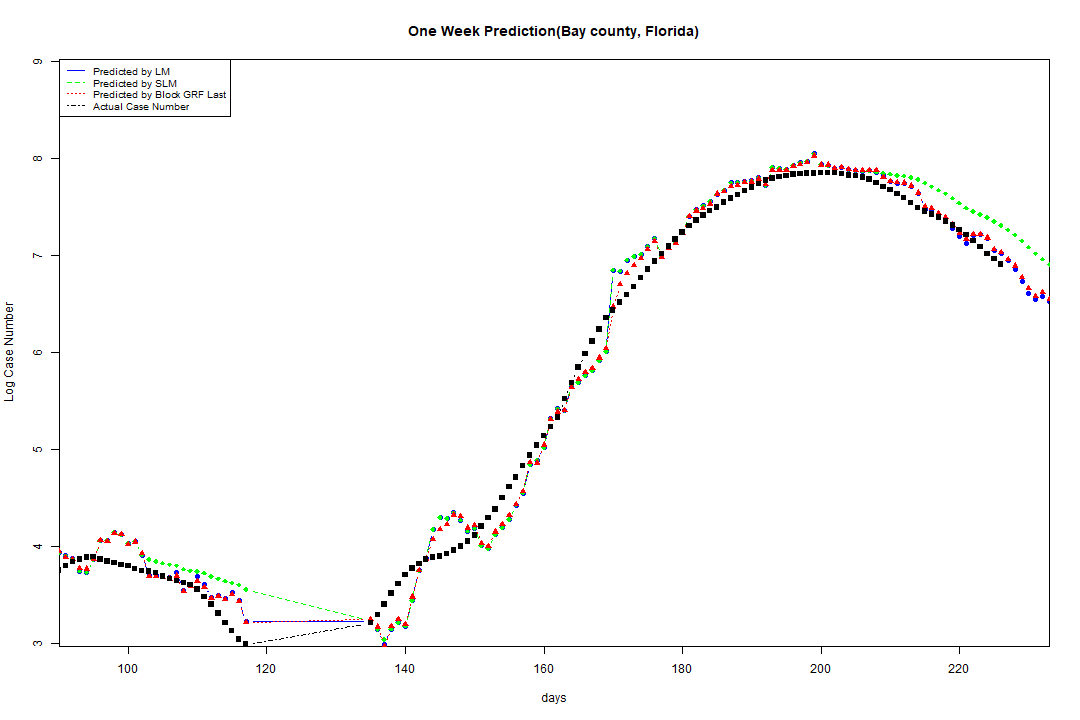 One Week Prediction(Bay county, Florida)
Predicted by LM
Predicted by SLM
Predicted by Block GRF Last
Actual Case Number
9
8
7
6
5
4
3
Log Case Number
100 120 140 160 180 200 220
days